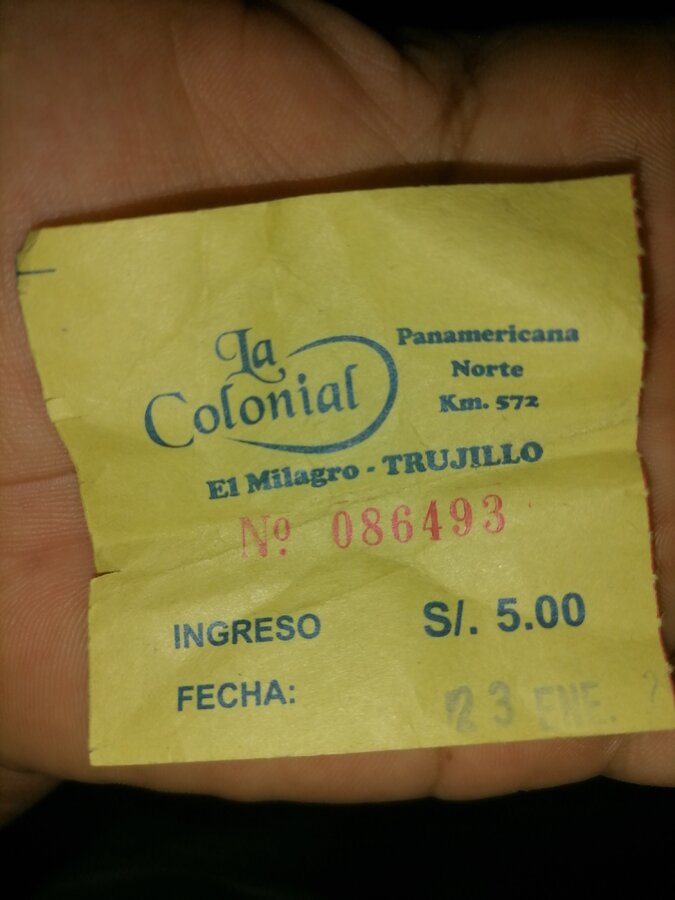 La
Colonial
Panamericana
Norte
Km. 572
El Milagro - TRUJILLO
Nº 086493
INGRESO S/. 5.00
FECHA: 23 ENE.